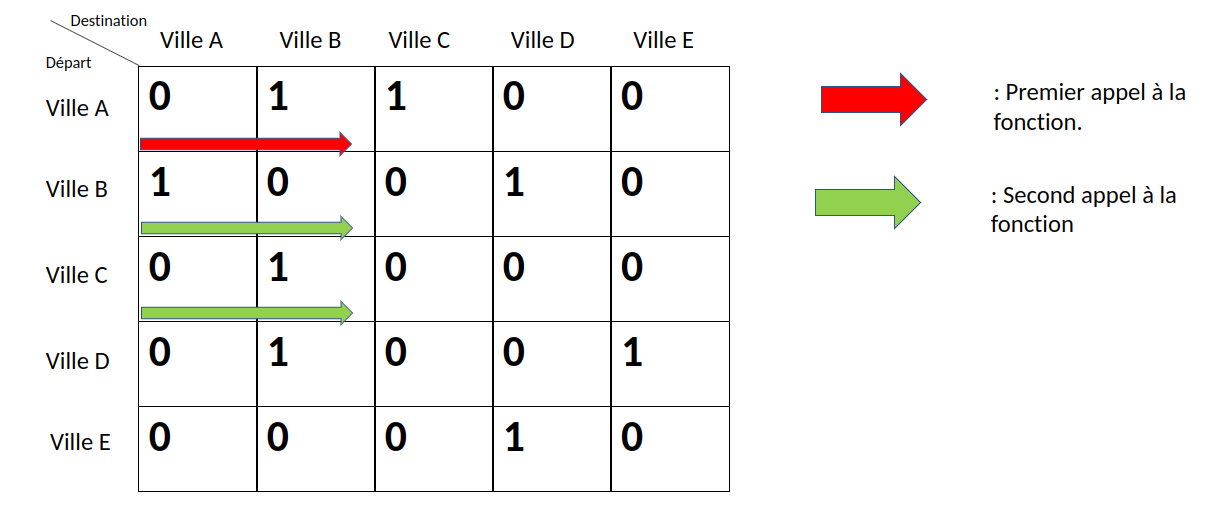 Destination
Ville A Ville B Ville C Ville D Ville E
Départ
Ville A 0 1 1 0 0
: Premier appel à la
fonction.
Ville B 1 0 0 1 0
: Second appel à la
fonction
Ville C 0 1 0 0 0
Ville D 0 1 0 0 1
Ville E 0 0 0 1 0